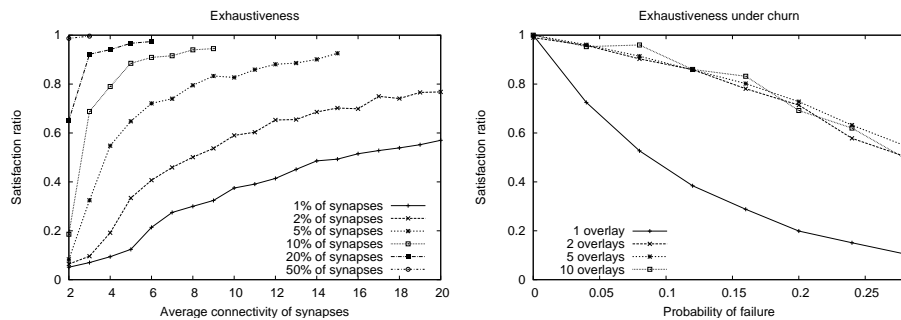 Exhaustiveness
1
0.8
0.6
0.4
0.2
0
Satisfaction ratio
2 4 6 8 10 12 14 16 18 20
Average connectivity of synapses
1% of synapses
2% of synapses
5% of synapses
10% of synapses
20% of synapses
50% of synapses
Exhaustiveness under churn
1
0.8
0.6
0.4
0.2
0
Satisfaction ratio
0 0.05 0.1 0.15 0.2 0.25
Probability of failure
1 overlay
2 overlays
5 overlays
10 overlays